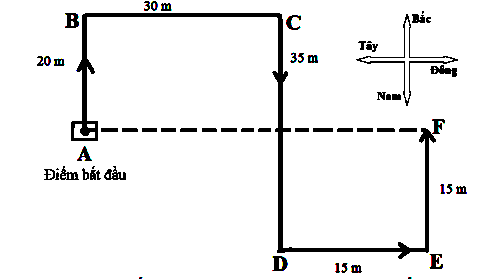 30 m
B
C
Bắc
20 m
35 m
Tây
Đông
Nam
A
F
Điểm bắt đầu
15 m
D
15 m
E